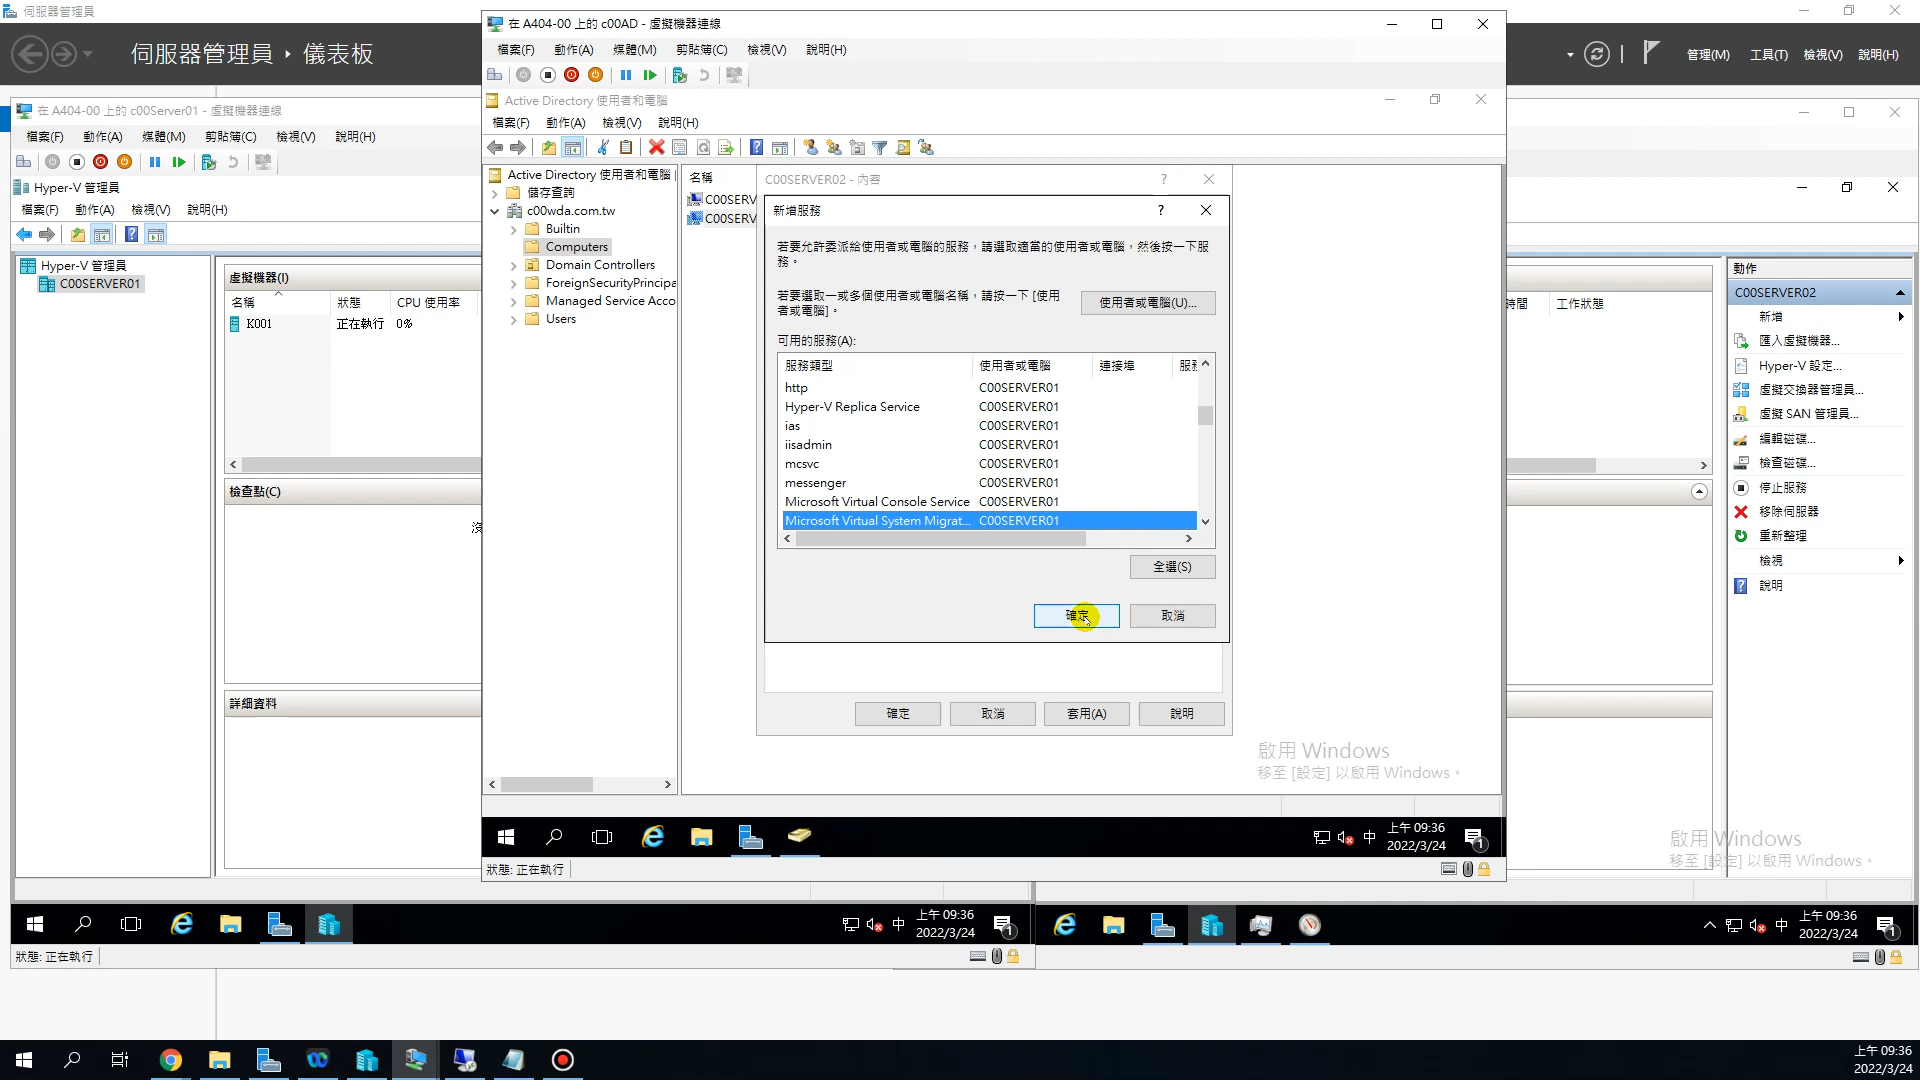 伺服器管理員
伺服器管理員 ‣ 儀表板
管理(M) 工具(T) 檢視(V) 說明(H)
在 A404-00 上的 c00Server01 - 虛擬機器連線
檔案(F) 動作(A) 媒體(M) 剪貼簿(C) 檢視(V) 說明(H)
Hyper-V 管理員
檔案(F) 動作(A) 檢視(V) 說明(H)
Hyper-V 管理員
C00SERVER01
虛擬機器(I)
名稱 狀態 CPU 使用率
K001 正在執行 0%
檢查點(C)
沒
詳細資料
中 上午 09:36
2022/3/24
1
狀態: 正在執行
在 A404-00 上的 c00AD - 虛擬機器連線
檔案(F) 動作(A) 媒體(M) 剪貼簿(C) 檢視(V) 說明(H)
Active Directory 使用者和電腦
檔案(F) 動作(A) 檢視(V) 說明(H)
Active Directory 使用者和電腦
儲存查詢
c00wda.com.tw
Builtin
Computers
Domain Controllers
ForeignSecurityPrincipa
Managed Service Acco
Users
名稱
C00SERV
C00SERV
C00SERVER02 - 內容
新增服務
若要允許委派給使用者或電腦的服務，請選取適當的使用者或電腦，然後按一下服
務。
若要選取一或多個使用者或電腦名稱，請按一下 [使用
者或電腦]。
使用者或電腦(U)...
可用的服務(A):
服務類型 使用者或電腦 連接埠 服務
http C00SERVER01
Hyper-V Replica Service C00SERVER01
ias C00SERVER01
iisadmin C00SERVER01
mcsvc C00SERVER01
messenger C00SERVER01
Microsoft Virtual Console Service C00SERVER01
Microsoft Virtual System Migrat... C00SERVER01
全選(S)
確定 取消
確定 取消 套用(A) 說明
啟用 Windows
移至 [設定] 以啟用 Windows。
中 上午 09:36
2022/3/24
1
狀態: 正在執行
時間 工作狀態
動作
C00SERVER02
新增
匯入虛擬機器...
Hyper-V 設定...
虛擬交換器管理員...
虛擬 SAN 管理員...
編輯磁碟...
檢查磁碟...
停止服務
移除伺服器
重新整理
檢視
說明
啟用 Windows
移至 [設定] 以啟用 Windows。
中 上午 09:36
2022/3/24
1
上午 09:36
2022/3/24